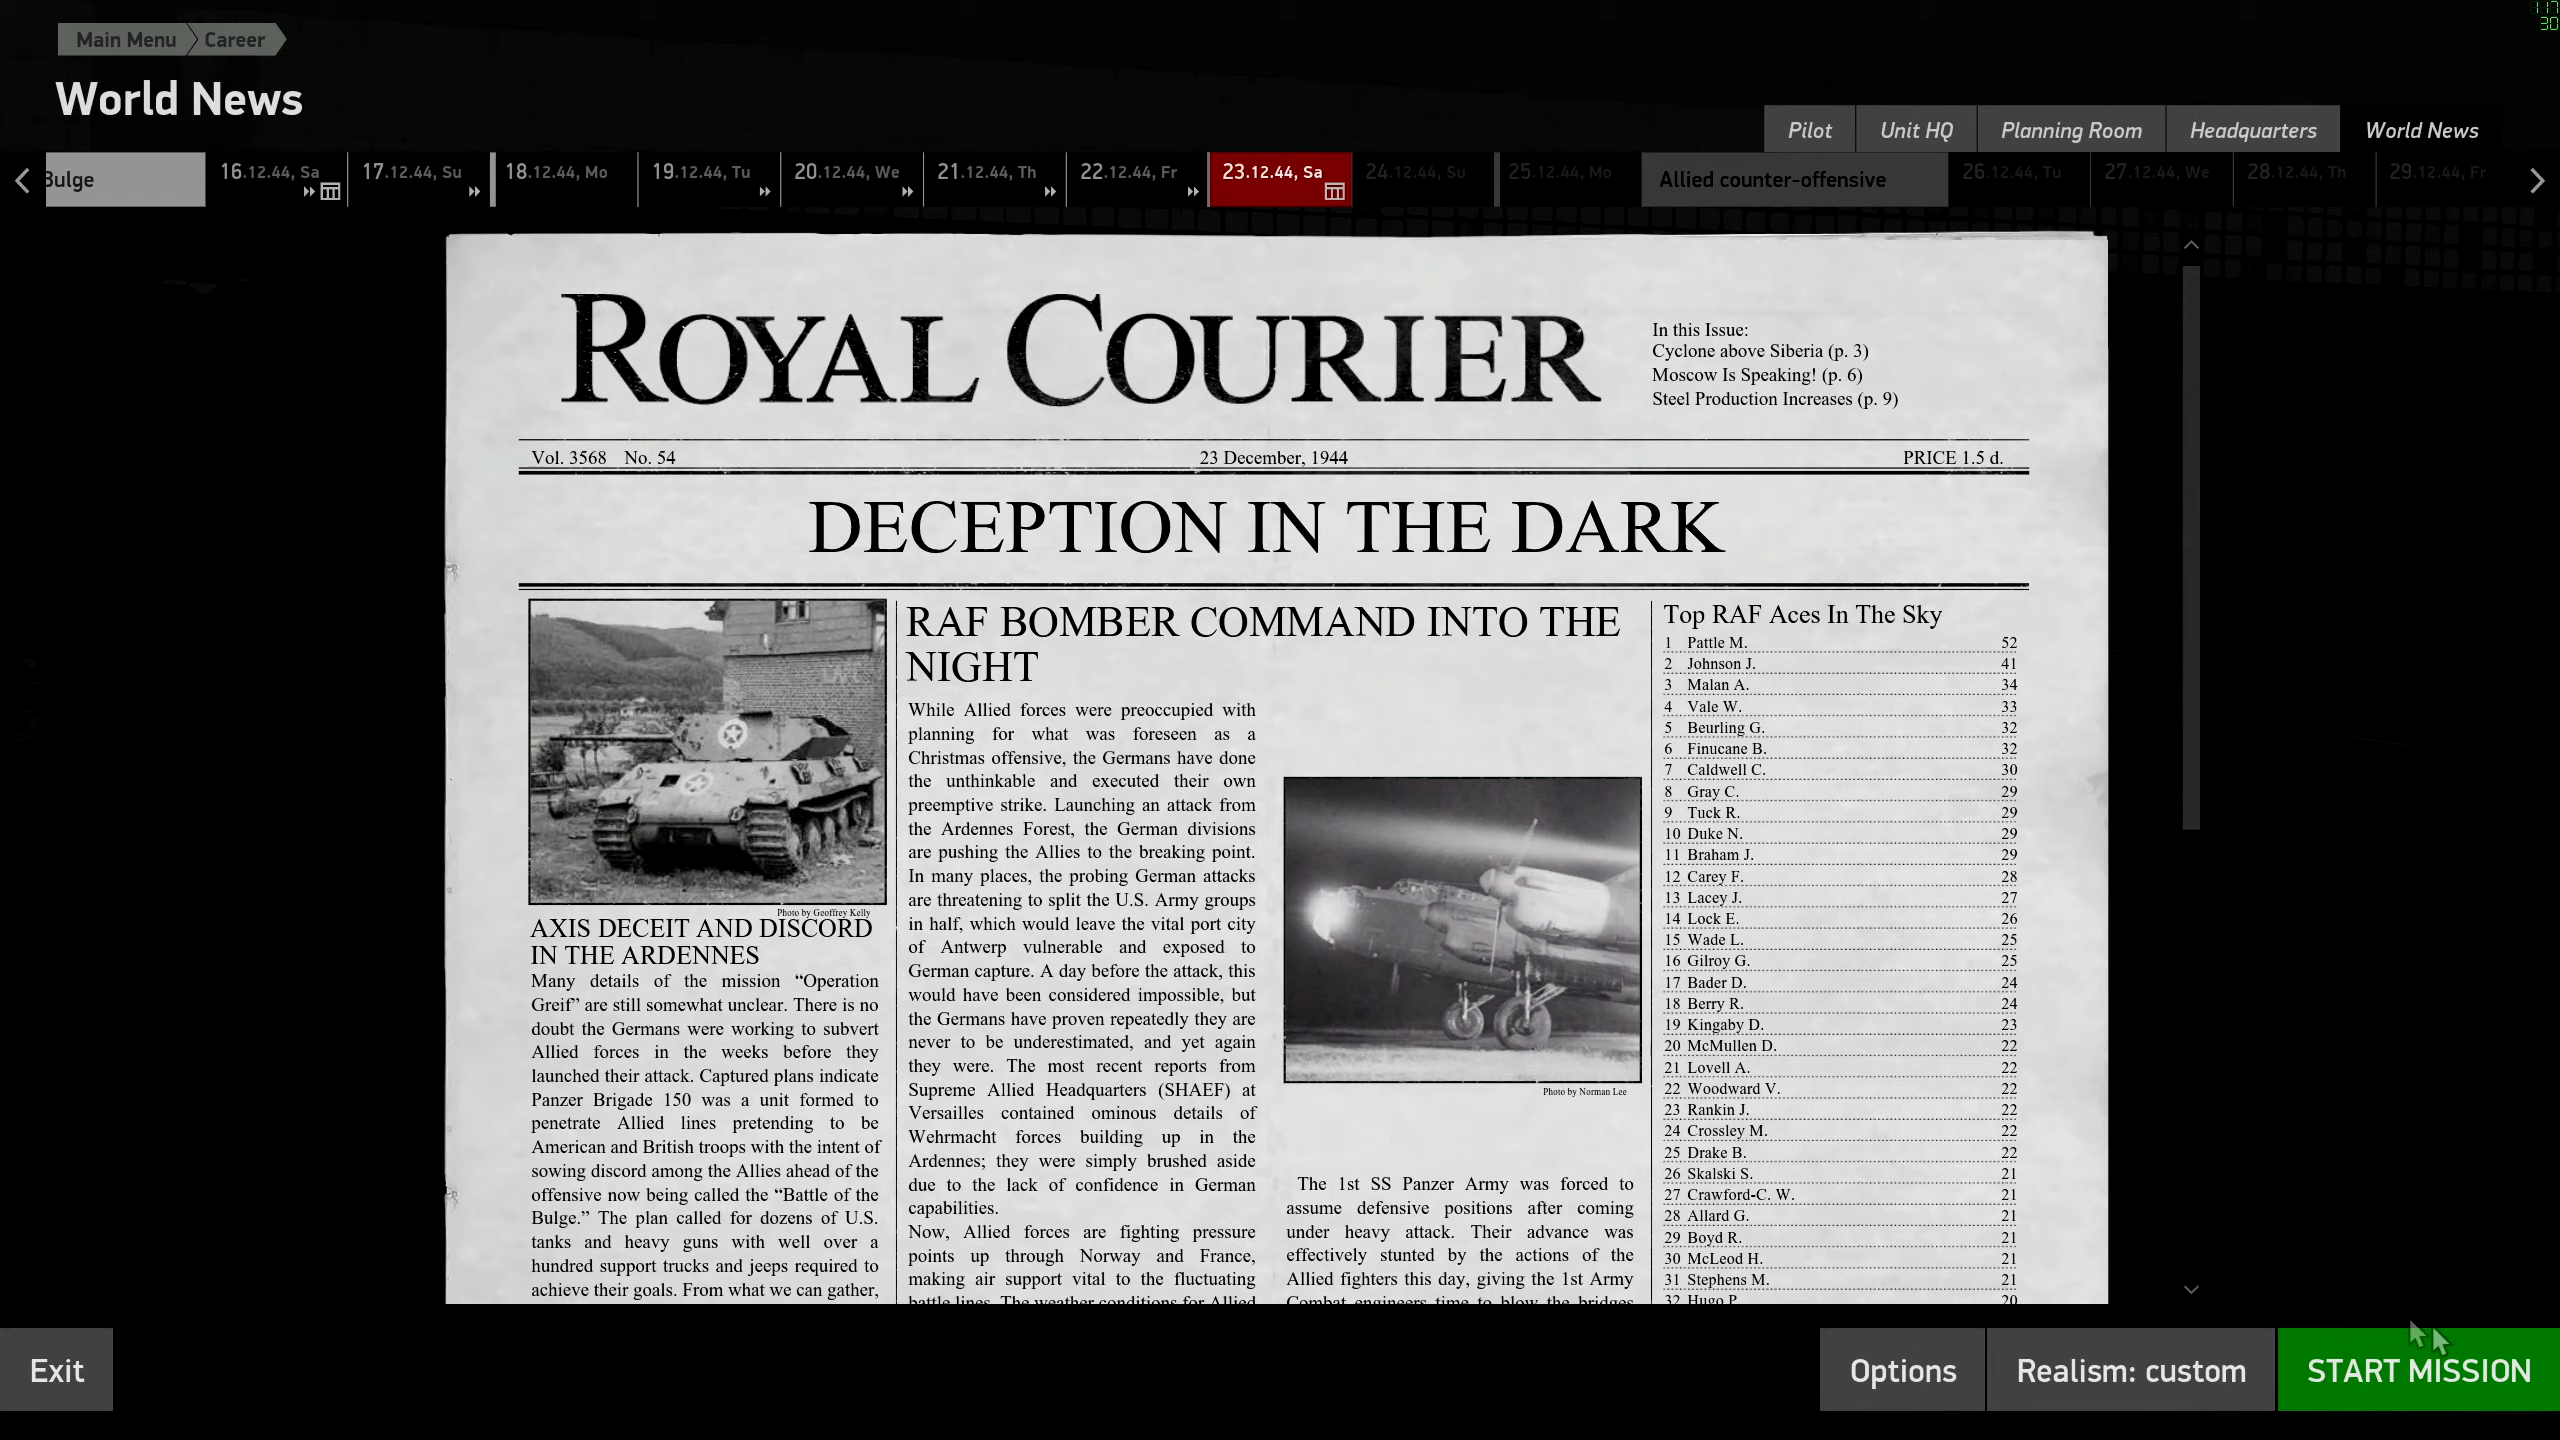 117
30
Main Menu
Career
World News
Pilot
Unit HQ
Planning Room
Headquarters
World News
Bulge
16.12.44, Sa
17.12.44, Su
18.12.44, Mo
19.12.44, Tu
20.12.44, We
21.12.44, Th
22.12.44, Fr
23.12.44, Sa
24.12.44, Su
25.12.44, Mo
Allied counter-offensive
26.12.44, Tu
27.12.44, We
28.12.44, Th
29.12.44, Fr
ROYAL COURIER
In this Issue:
Cyclone above Siberia (p. 3)
Moscow Is Speaking! (p. 6)
Steel Production Increases (p. 9)
Vol. 3568 No. 54
23 December, 1944
PRICE 1.5 d.
DECEPTION IN THE DARK
Photo by Geoffrey Kelly
AXIS DECEIT AND DISCORD
IN THE ARDENNES
Many details of the mission “Operation
Greif” are still somewhat unclear. There is no
doubt the Germans were working to subvert
Allied forces in the weeks before they
launched their attack. Captured plans indicate
Panzer Brigade 150 was a unit formed to
penetrate Allied lines pretending to be
American and British troops with the intent of
sowing discord among the Allies ahead of the
offensive now being called the “Battle of the
Bulge.” The plan called for dozens of U.S.
tanks and heavy guns with well over a
hundred support trucks and jeeps required to
achieve their goals. From what we can gather,
RAF BOMBER COMMAND INTO THE
NIGHT
While Allied forces were preoccupied with
planning for what was foreseen as a
Christmas offensive, the Germans have done
the unthinkable and executed their own
preemptive strike. Launching an attack from
the Ardennes Forest, the German divisions
are pushing the Allies to the breaking point.
In many places, the probing German attacks
are threatening to split the U.S. Army groups
in half, which would leave the vital port city
of Antwerp vulnerable and exposed to
German capture. A day before the attack, this
would have been considered impossible, but
the Germans have proven repeatedly they are
never to be underestimated, and yet again
they were. The most recent reports from
Supreme Allied Headquarters (SHAEF) at
Versailles contained ominous details of
Wehrmacht forces building up in the
Ardennes; they were simply brushed aside
due to the lack of confidence in German
capabilities.
Now, Allied forces are fighting pressure
points up through Norway and France,
making air support vital to the fluctuating
battle lines. The weather conditions for Allied
Photo by Norman Lee
The 1st SS Panzer Army was forced to
assume defensive positions after coming
under heavy attack. Their advance was
effectively stunted by the actions of the
Allied fighters this day, giving the 1st Army
Combat engineers time to blow the bridges
Top RAF Aces In The Sky
1 Pattle M. 52
2 Johnson J. 41
3 Malan A. 34
4 Vale W. 33
5 Beurling G. 32
6 Finucane B. 32
7 Caldwell C. 30
8 Gray C. 29
9 Tuck R. 29
10 Duke N. 29
11 Braham J. 29
12 Carey F. 28
13 Lacey J. 27
14 Lock E. 26
15 Wade L. 25
16 Gilroy G. 25
17 Bader D. 24
18 Berry R. 24
19 Kingaby D. 23
20 McMullen D. 22
21 Lovell A. 22
22 Woodward V. 22
23 Rankin J. 22
24 Crossley M. 22
25 Drake B. 22
26 Skalski S. 21
27 Crawford-C. W. 21
28 Allard G. 21
29 Boyd R. 21
30 McLeod H. 21
31 Stephens M. 21
32 Hugo P. 20
Exit
Options
Realism: custom
START MISSION